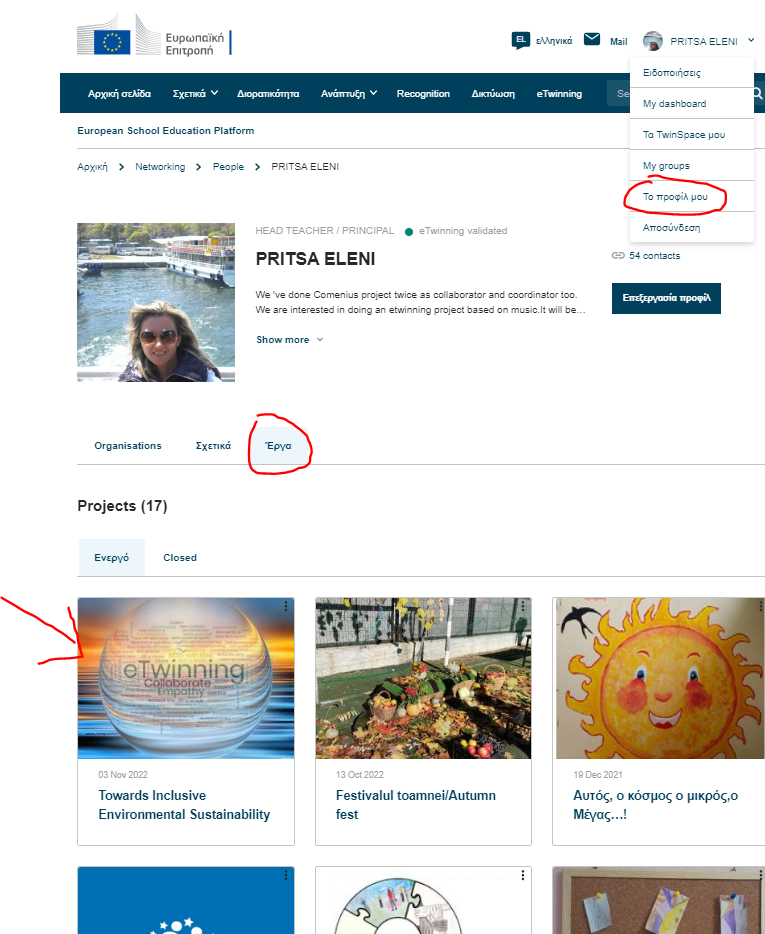 Ευρωπαϊκή
Επιτροπή
EL ελληνικά Mail PRITSA ELENI
Αρχική σελίδα Σχετικά Διορατικότητα Ανάπτυξη Recognition Δικτύωση eTwinning Se
Ειδοποιήσεις
My dashboard
Τα TwinSpace μου
My groups
Το προφίλ μου
Αποσύνδεση
European School Education Platform
Αρχική Networking People PRITSA ELENI
HEAD TEACHER / PRINCIPAL eTwinning validated
PRITSA ELENI
We 've done Comenius project twice as collaborator and coordinator too.
We are interested in doing an etwinning project based on music.It will be…
Show more
54 contacts
Επεξεργασία προφίλ
Organisations Σχετικά Έργα
Projects (17)
Ενεργό Closed
eTwinning
Collaborate
Empathy
03 Nov 2022
Towards Inclusive
Environmental Sustainability
13 Oct 2022
Festivalul toamnei/Autumn
fest
19 Dec 2021
Αυτός, ο κόσμος ο μικρός,ο
Μέγας…!